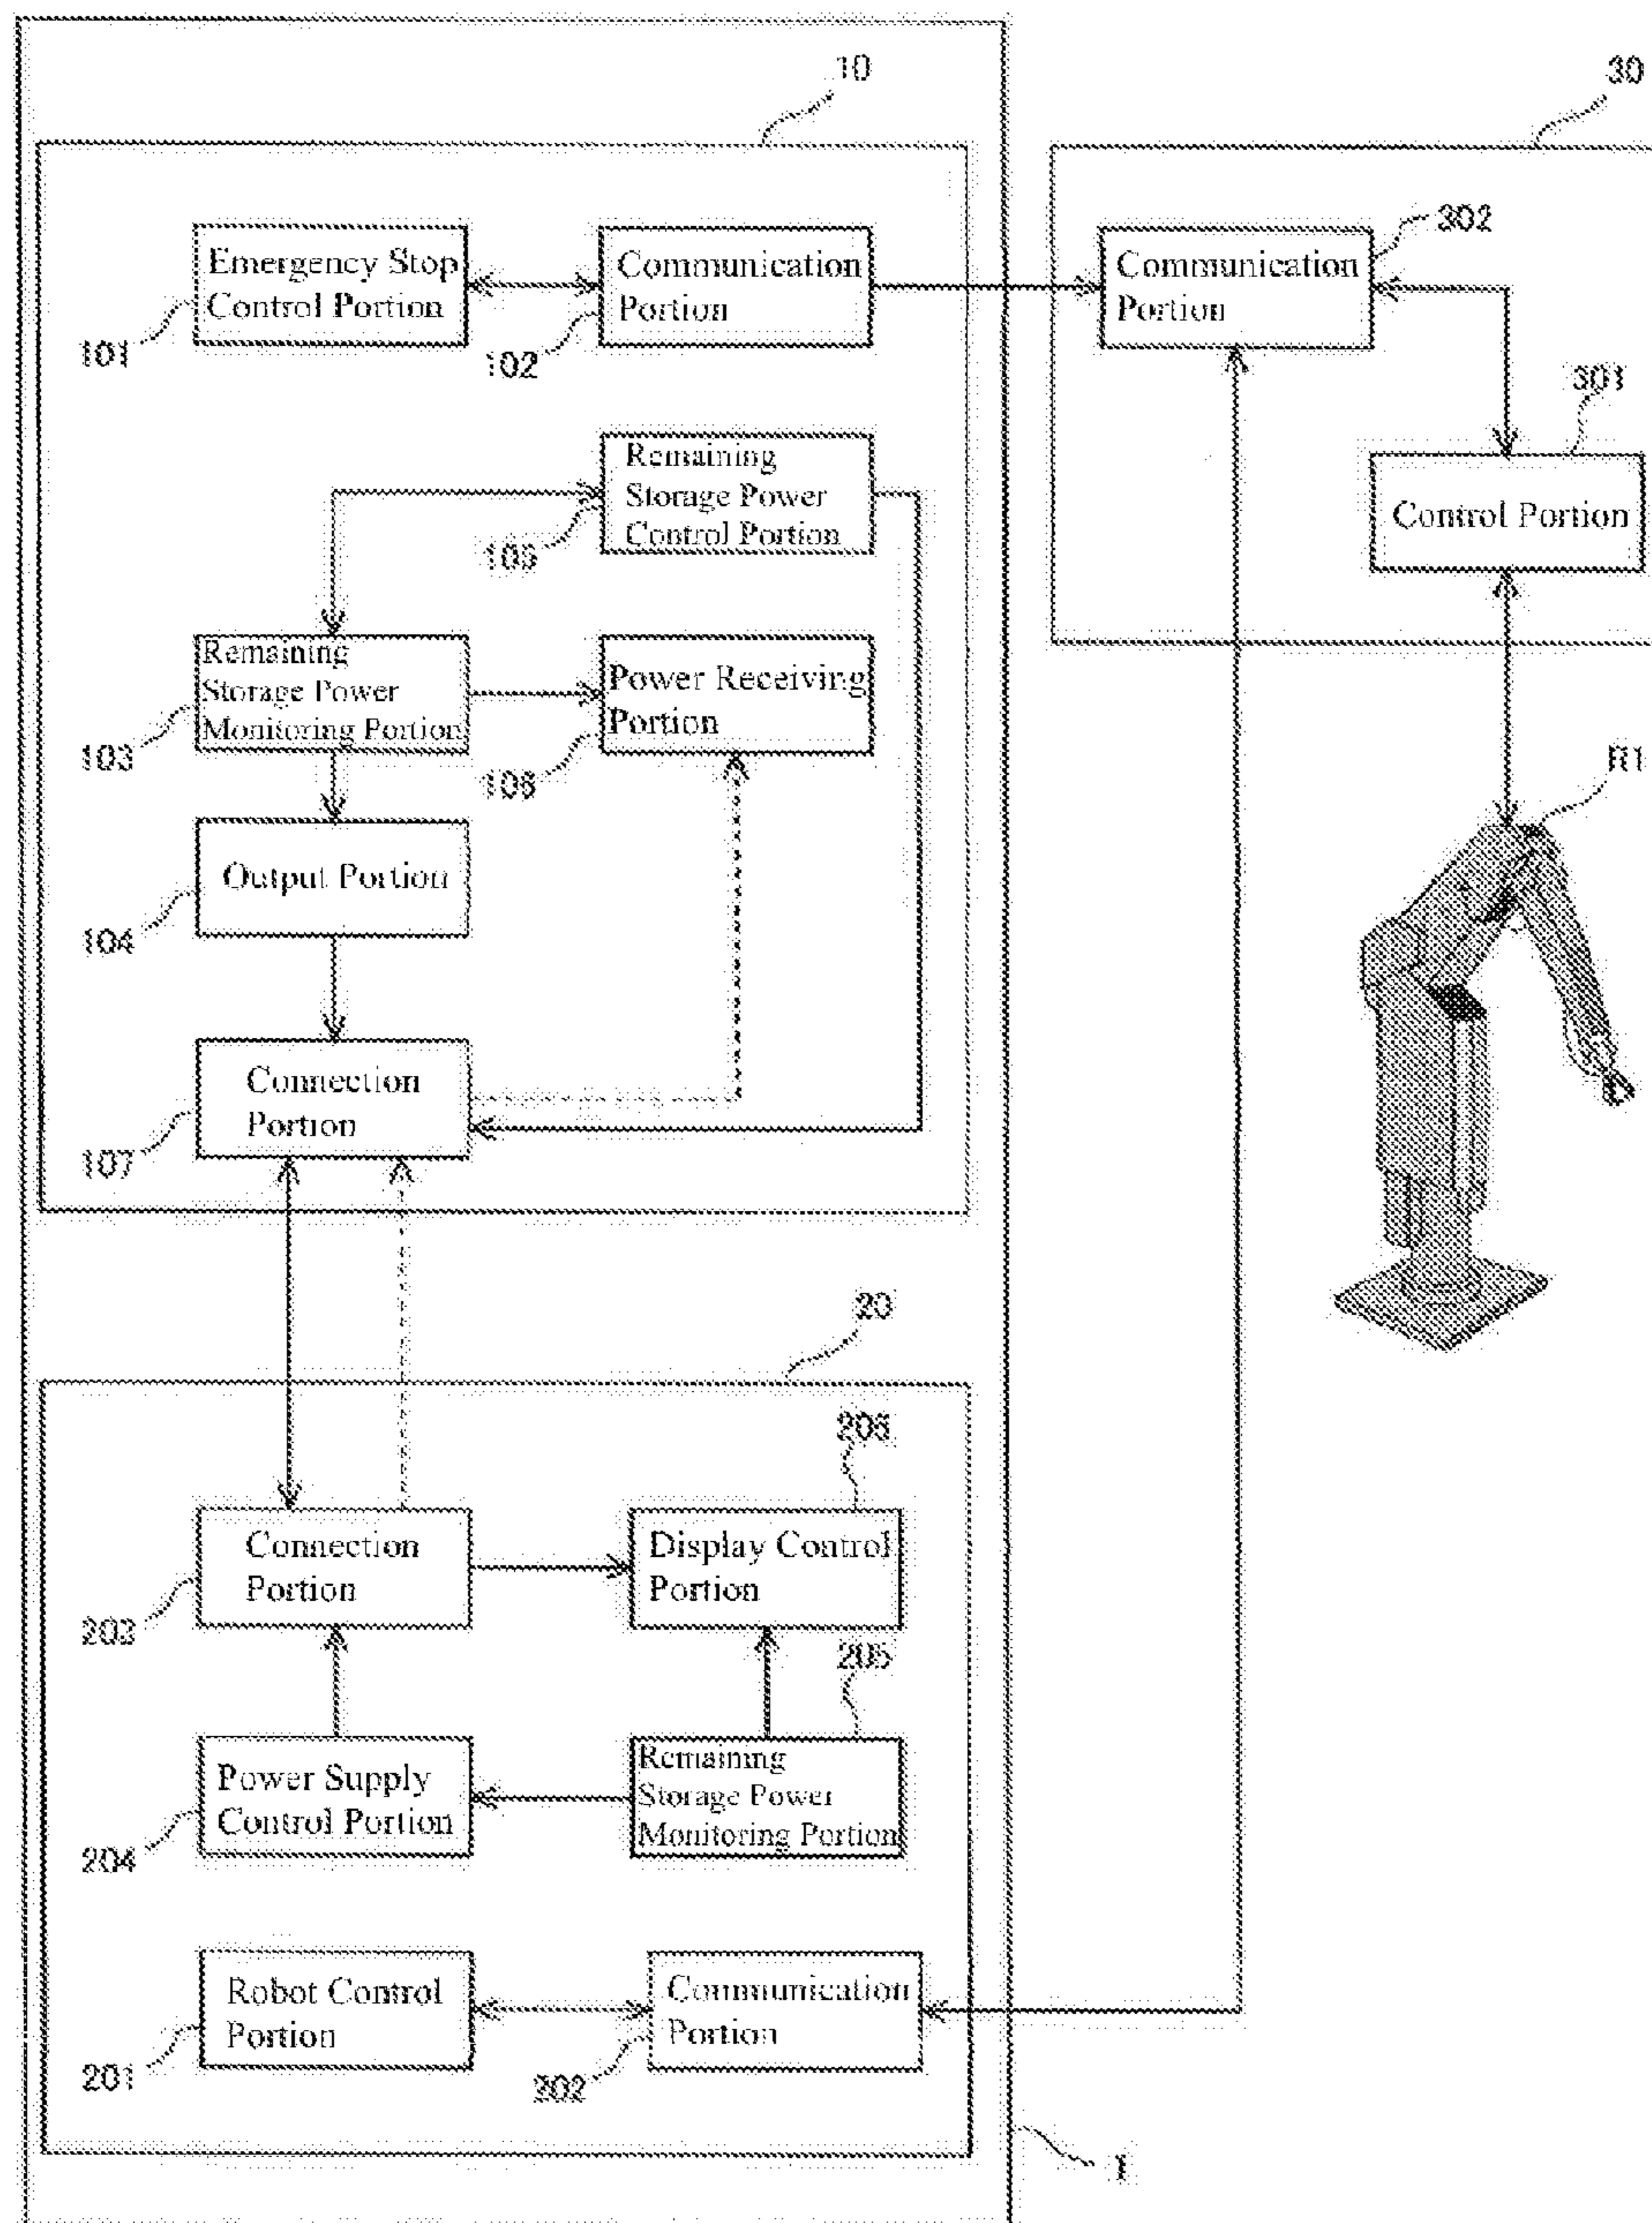 10
30
302
Emergency Stop
Control Portion
101
Communication
Portion
102
Communication
Portion
301
Control Portion
Remaining
Storage Power
Control Portion
105
Remaining
Storage Power
Monitoring Portion
103
Power Receiving
Portion
106
R1
Output Portion
104
Connection
Portion
107
20
206
Connection
Portion
203
Display Control
Portion
205
Power Supply
Control Portion
204
Remaining
Storage Power
Monitoring Portion
Robot Control
Portion
201
Communication
Portion
202
1